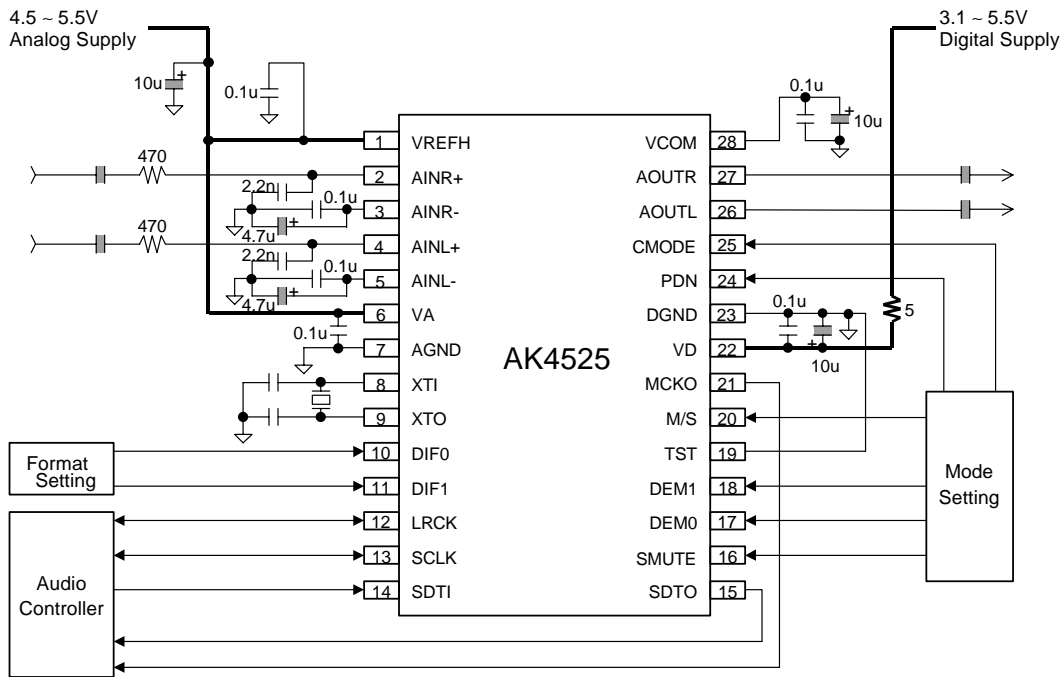 4.5 ~ 5.5V
Analog Supply
3.1 ~ 5.5V
Digital Supply
10u
+
0.1u
0.1u
+
10u
1 VREFH
VCOM 28
470
2 AINR+
AOUTR 27
2.2n
0.1u
3 AINR-
AOUTL 26
+
4.7u
470
4 AINL+
CMODE 25
2.2n
0.1u
5 AINL-
PDN 24
+
4.7u
6 VA
DGND 23
0.1u
0.1u
5
7 AGND
VD 22
+
10u
AK4525
8 XTI
MCKO 21
9 XTO
M/S 20
Format
Setting
10 DIF0
TST 19
11 DIF1
DEM1 18
Mode
Setting
12 LRCK
DEM0 17
13 SCLK
SMUTE 16
Audio
Controller
14 SDTI
SDTO 15